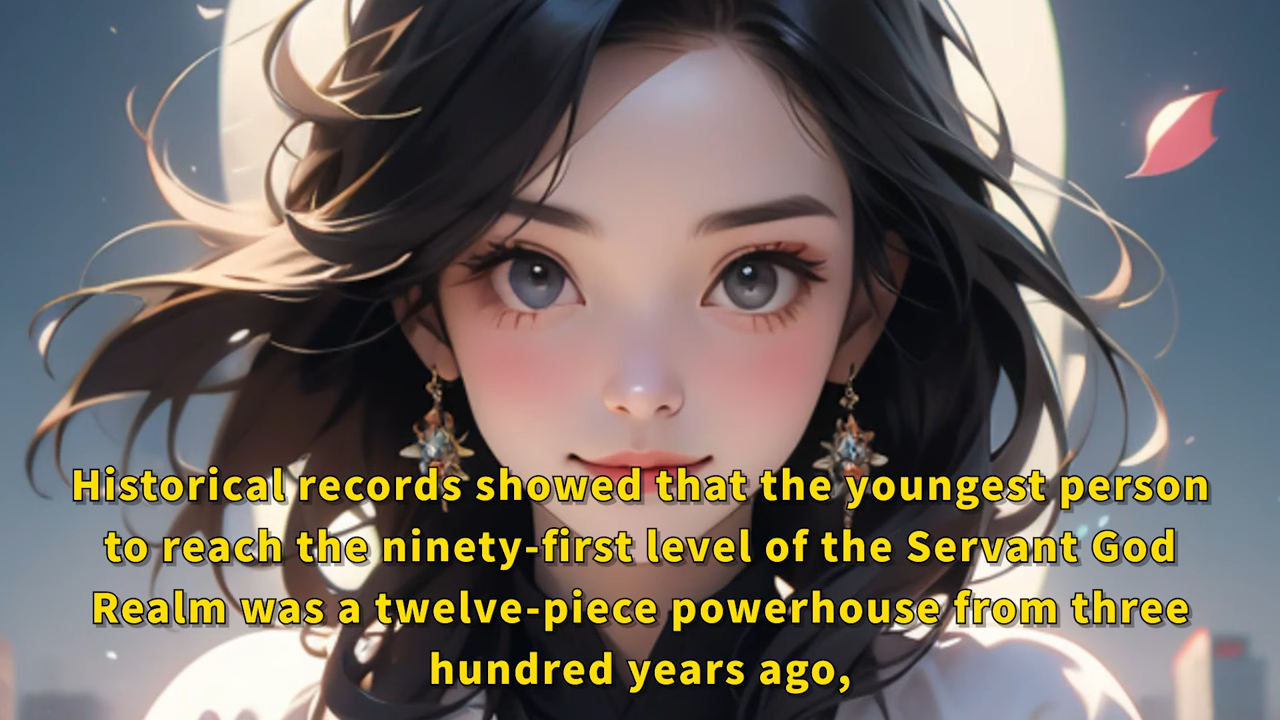 Historical records showed that the youngest person
to reach the ninety-first level of the Servant God
Realm was a twelve-piece powerhouse from three
hundred years ago,